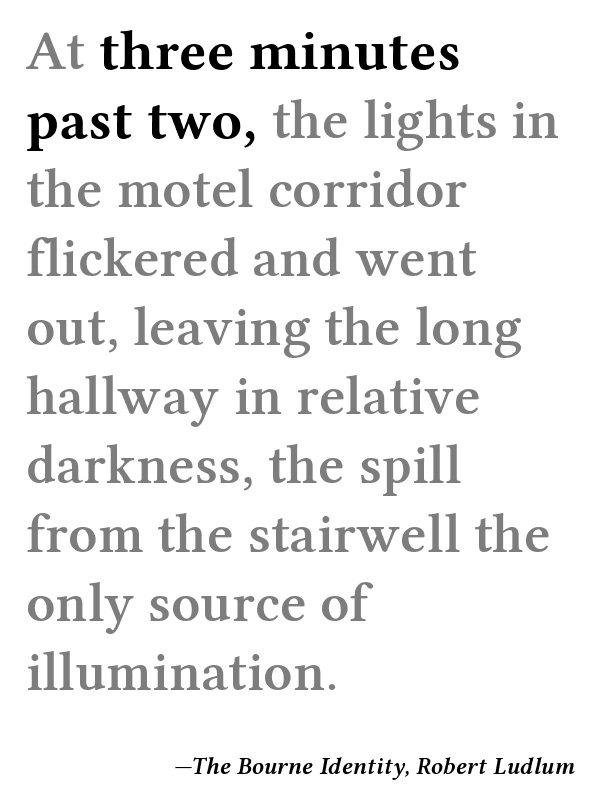 At three minutes
past two, the lights in
the motel corridor
flickered and went
out, leaving the long
hallway in relative
darkness, the spill
from the stairwell the
only source of
illumination.
—The Bourne Identity, Robert Ludlum